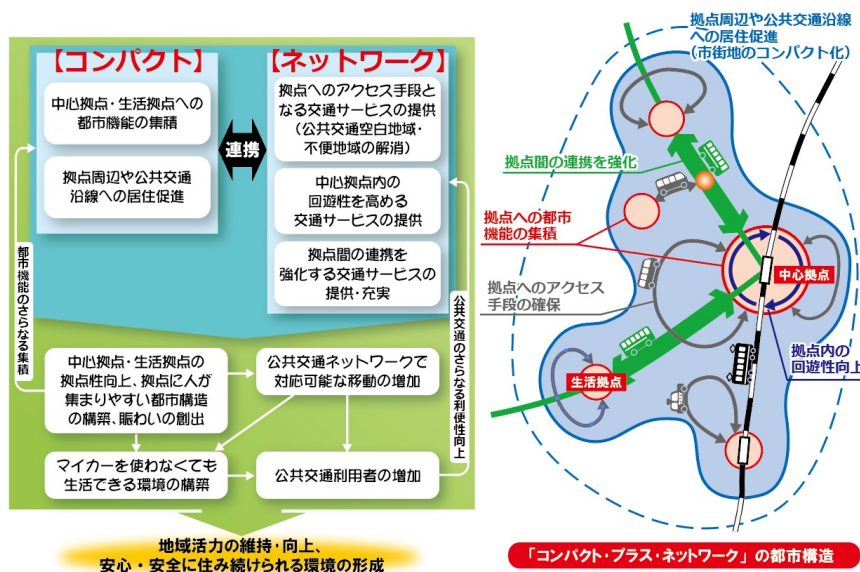 【コンパクト】
中心拠点・生活拠点への
都市機能の集積
拠点周辺や公共交通
沿線への居住促進
連携
【ネットワーク】
拠点へのアクセス手段と
なる交通サービスの提供
(公共交通空白地域・
不便地域の解消)
中心拠点内の
回遊性を高める
交通サービスの提供
拠点間の連携を
強化する交通サービスの
提供・充実
都市機能のさらなる集積
公共交通のさらなる利便性向上
中心拠点・生活拠点の
拠点性向上、拠点に人が
集まりやすい都市構造
の構築、賑わいの創出
公共交通ネットワークで
対応可能な移動の増加
マイカーを使わなくても
生活できる環境の構築
公共交通利用者の増加
地域活力の維持・向上、
安心・安全に住み続けられる環境の形成
拠点周辺や公共交通沿線
への居住促進
(市街地のコンパクト化)
拠点間の連携を強化
拠点への都市
機能の集積
中心拠点
拠点へのアクセス
手段の確保
拠点内の
回遊性向上
生活拠点
「コンパクト・プラス・ネットワーク」の都市構造